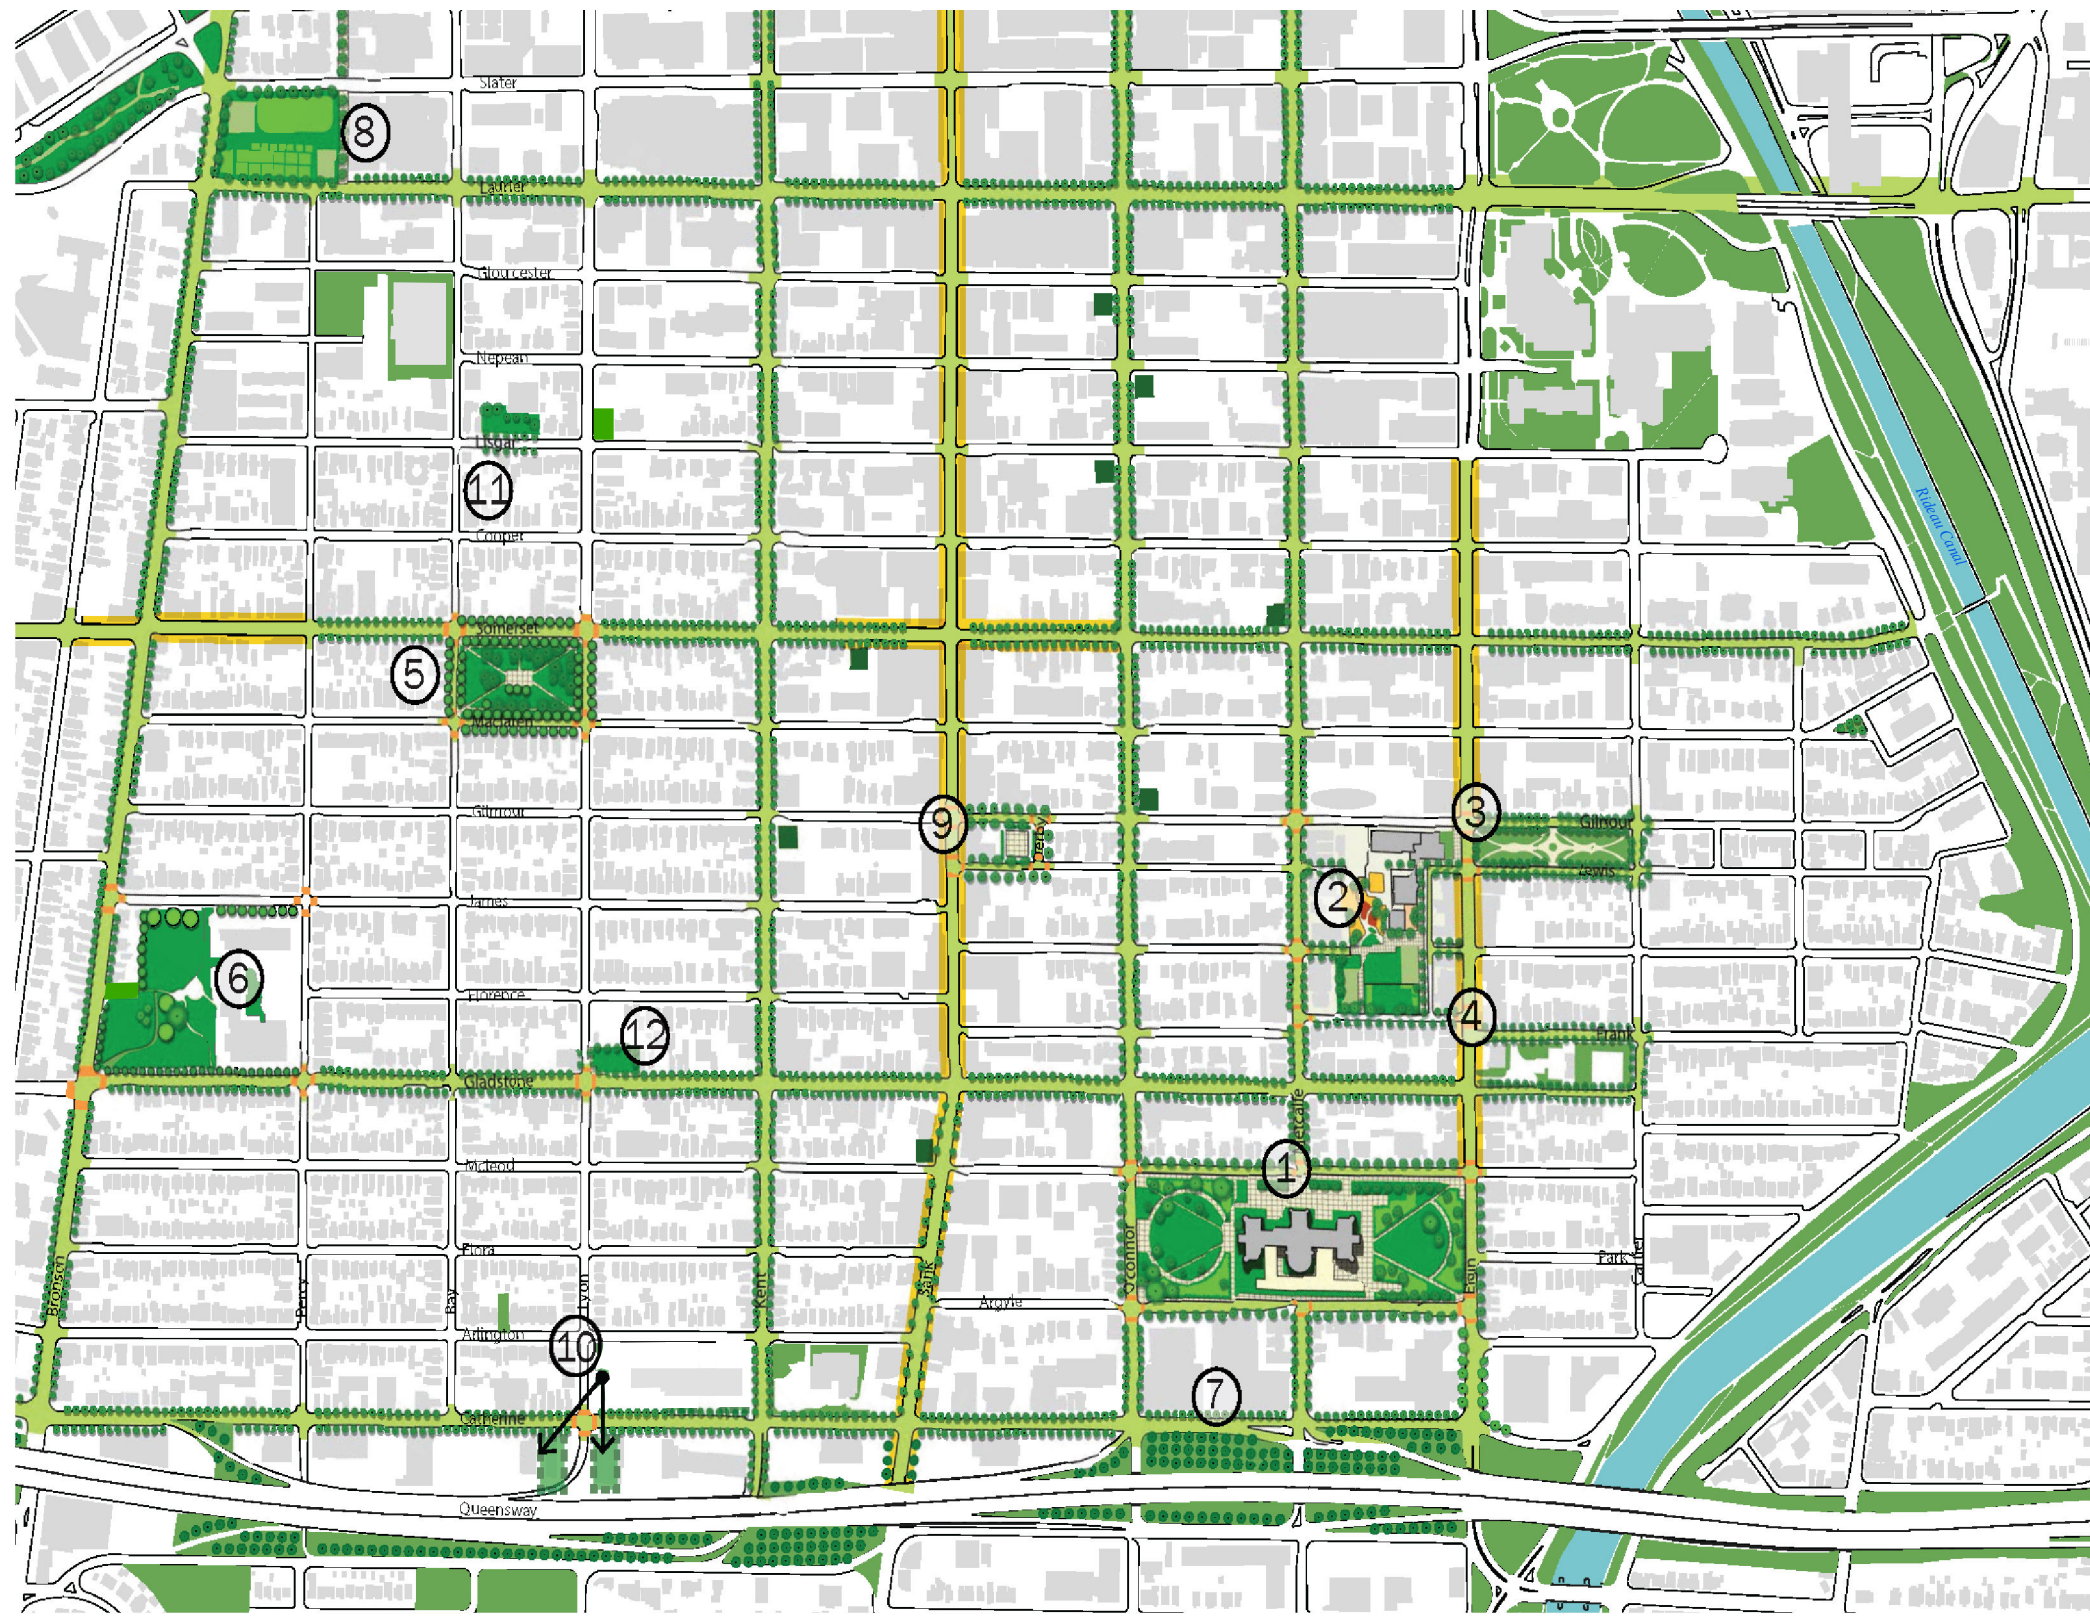 Slater
8
Laurier
Gloucester
Nepean
Lisgar
11
Cooper
Rideau Canal
Somerset
5
Maclaren
Gilmour
9
Derby
3
Gilmour
Lewis
2
James
6
Florence
12
4
Frank
Gladstone
Metcalfe
1
Mcleod
Flora
O'connor
Elgin
Park
Bronson
Percy
Bay
Lyon
Kent
Bank
Argyle
Arlington
10
7
Catherine
Queensway